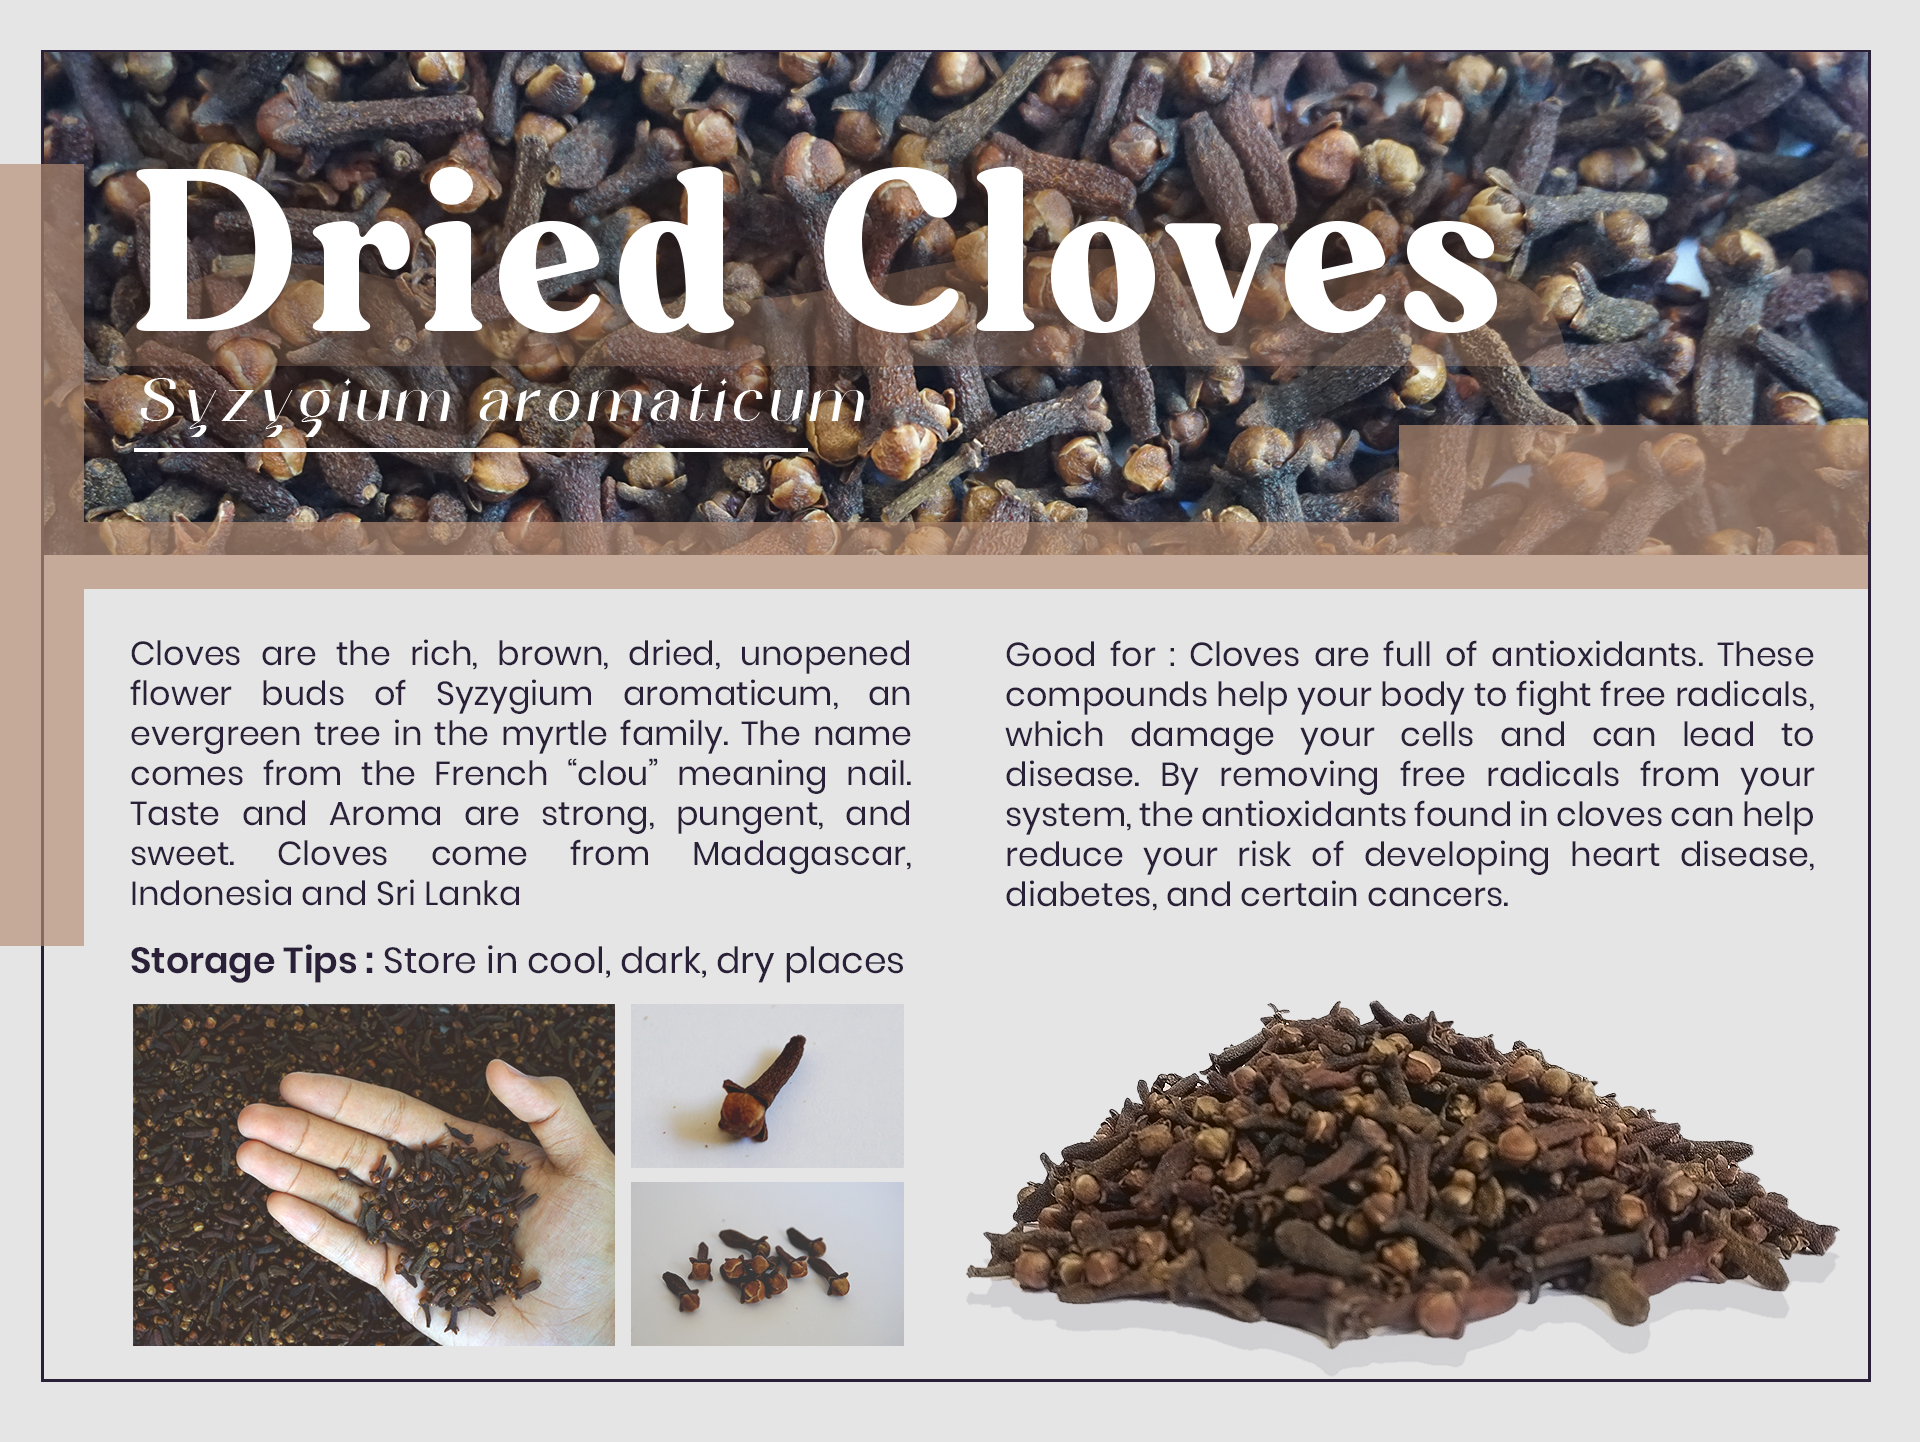 Dried Cloves
Syzygium aromaticum
Cloves are the rich, brown, dried, unopened
flower buds of Syzygium aromaticum, an
evergreen tree in the myrtle family. The name
comes from the French “clou” meaning nail.
Taste and Aroma are strong, pungent, and
sweet. Cloves come from Madagascar,
Indonesia and Sri Lanka
Storage Tips : Store in cool, dark, dry places
Good for : Cloves are full of antioxidants. These
compounds help your body to fight free radicals,
which damage your cells and can lead to
disease. By removing free radicals from your
system, the antioxidants found in cloves can help
reduce your risk of developing heart disease,
diabetes, and certain cancers.